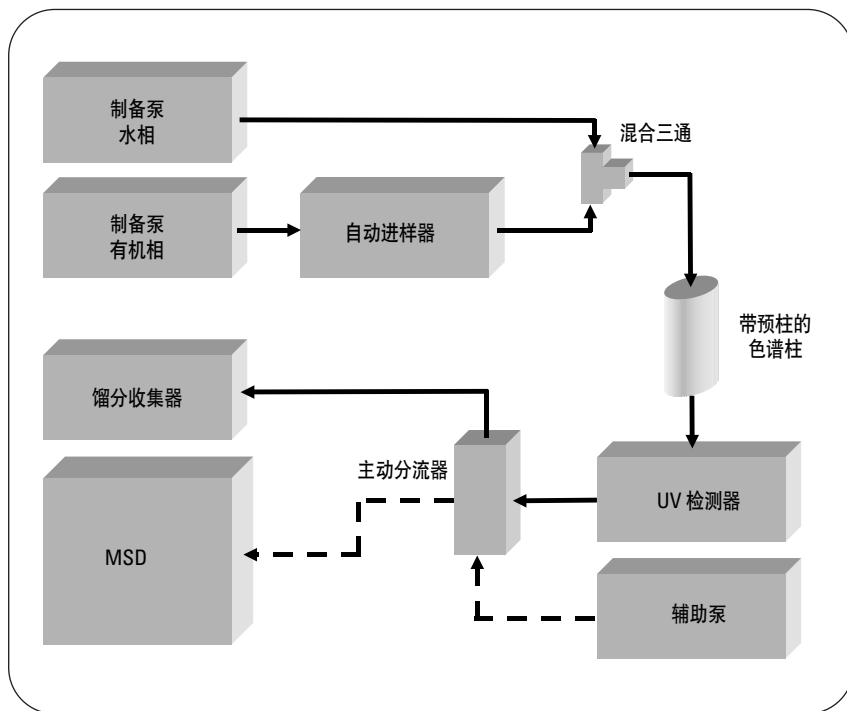 制备泵
水相
混合三通
制备泵
有机相
自动进样器
带预柱的
色谱柱
馏分收集器
主动分流器
UV 检测器
MSD
辅助泵